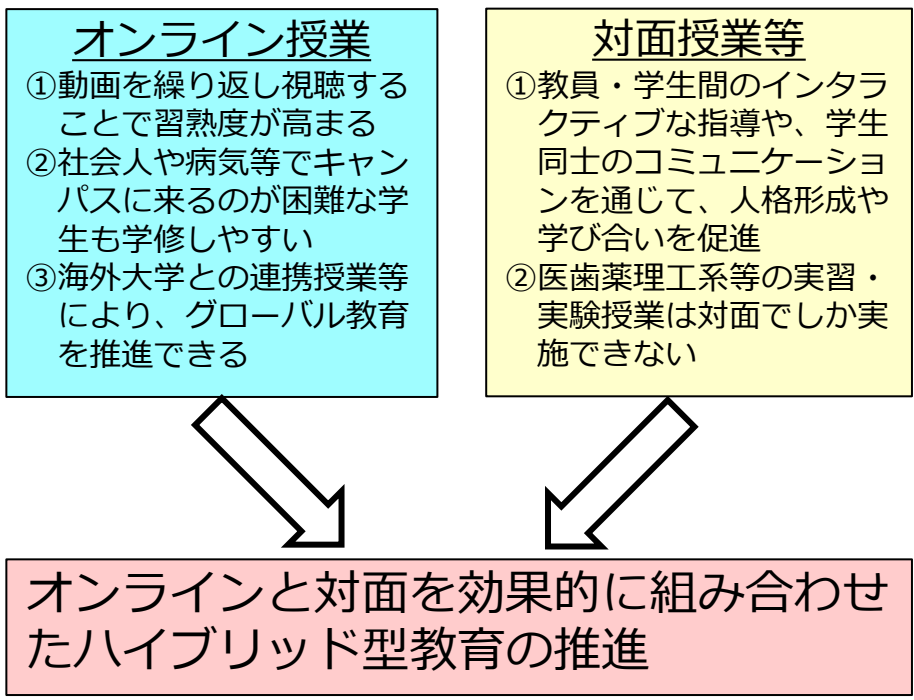 オンライン授業
①動画を繰り返し視聴する
ことで習熟度が高まる
②社会人や病気等でキャン
パスに来るのが困難な学
生も学修しやすい
③海外大学との連携授業等
により、グローバル教育
を推進できる
対面授業等
①教員・学生間のインタラ
クティブな指導や、学生
同士のコミュニケーショ
ンを通じて、人格形成や
学び合いを促進
②医歯薬理工系等の実習・
実験授業は対面でしか実
施できない
オンラインと対面を効果的に組み合わせ
たハイブリッド型教育の推進